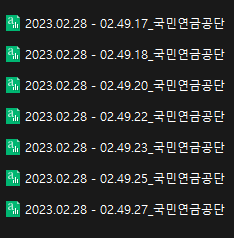 2023.02.28 - 02.49.17_국민연금공단
2023.02.28 - 02.49.18_국민연금공단
2023.02.28 - 02.49.20_국민연금공단
2023.02.28 - 02.49.22_국민연금공단
2023.02.28 - 02.49.23_국민연금공단
2023.02.28 - 02.49.25_국민연금공단
2023.02.28 - 02.49.27_국민연금공단